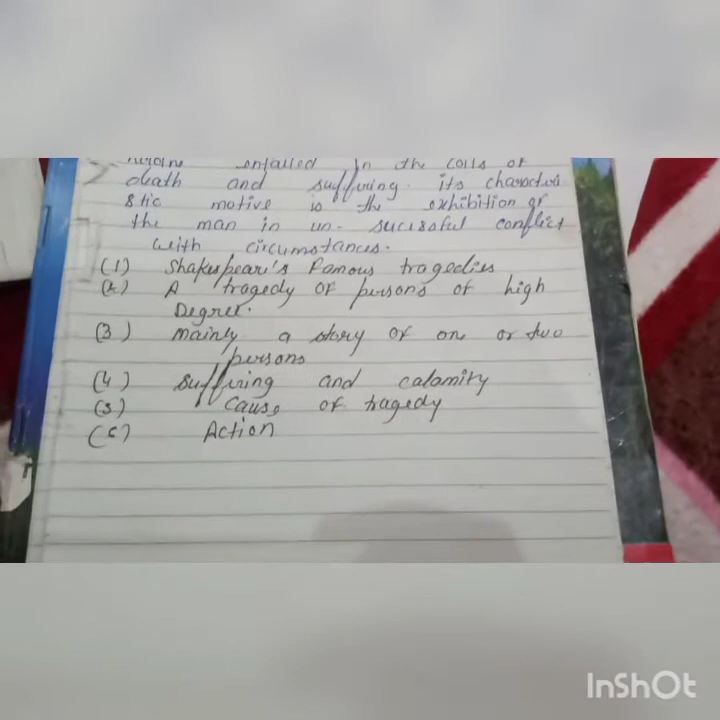 entailed in the coils of
death and suffering. its characteri
stic motive is the exhibition of
the man in un- sucessful conflict
with circumstances.
(1) Shakespear's Famous tragedies
(2) A tragedy of persons of high
Degree.
(3) mainly a story of one or two
persons
(4) suffering and calamity
(5) Cause of tragedy
(6) Action
InShOt